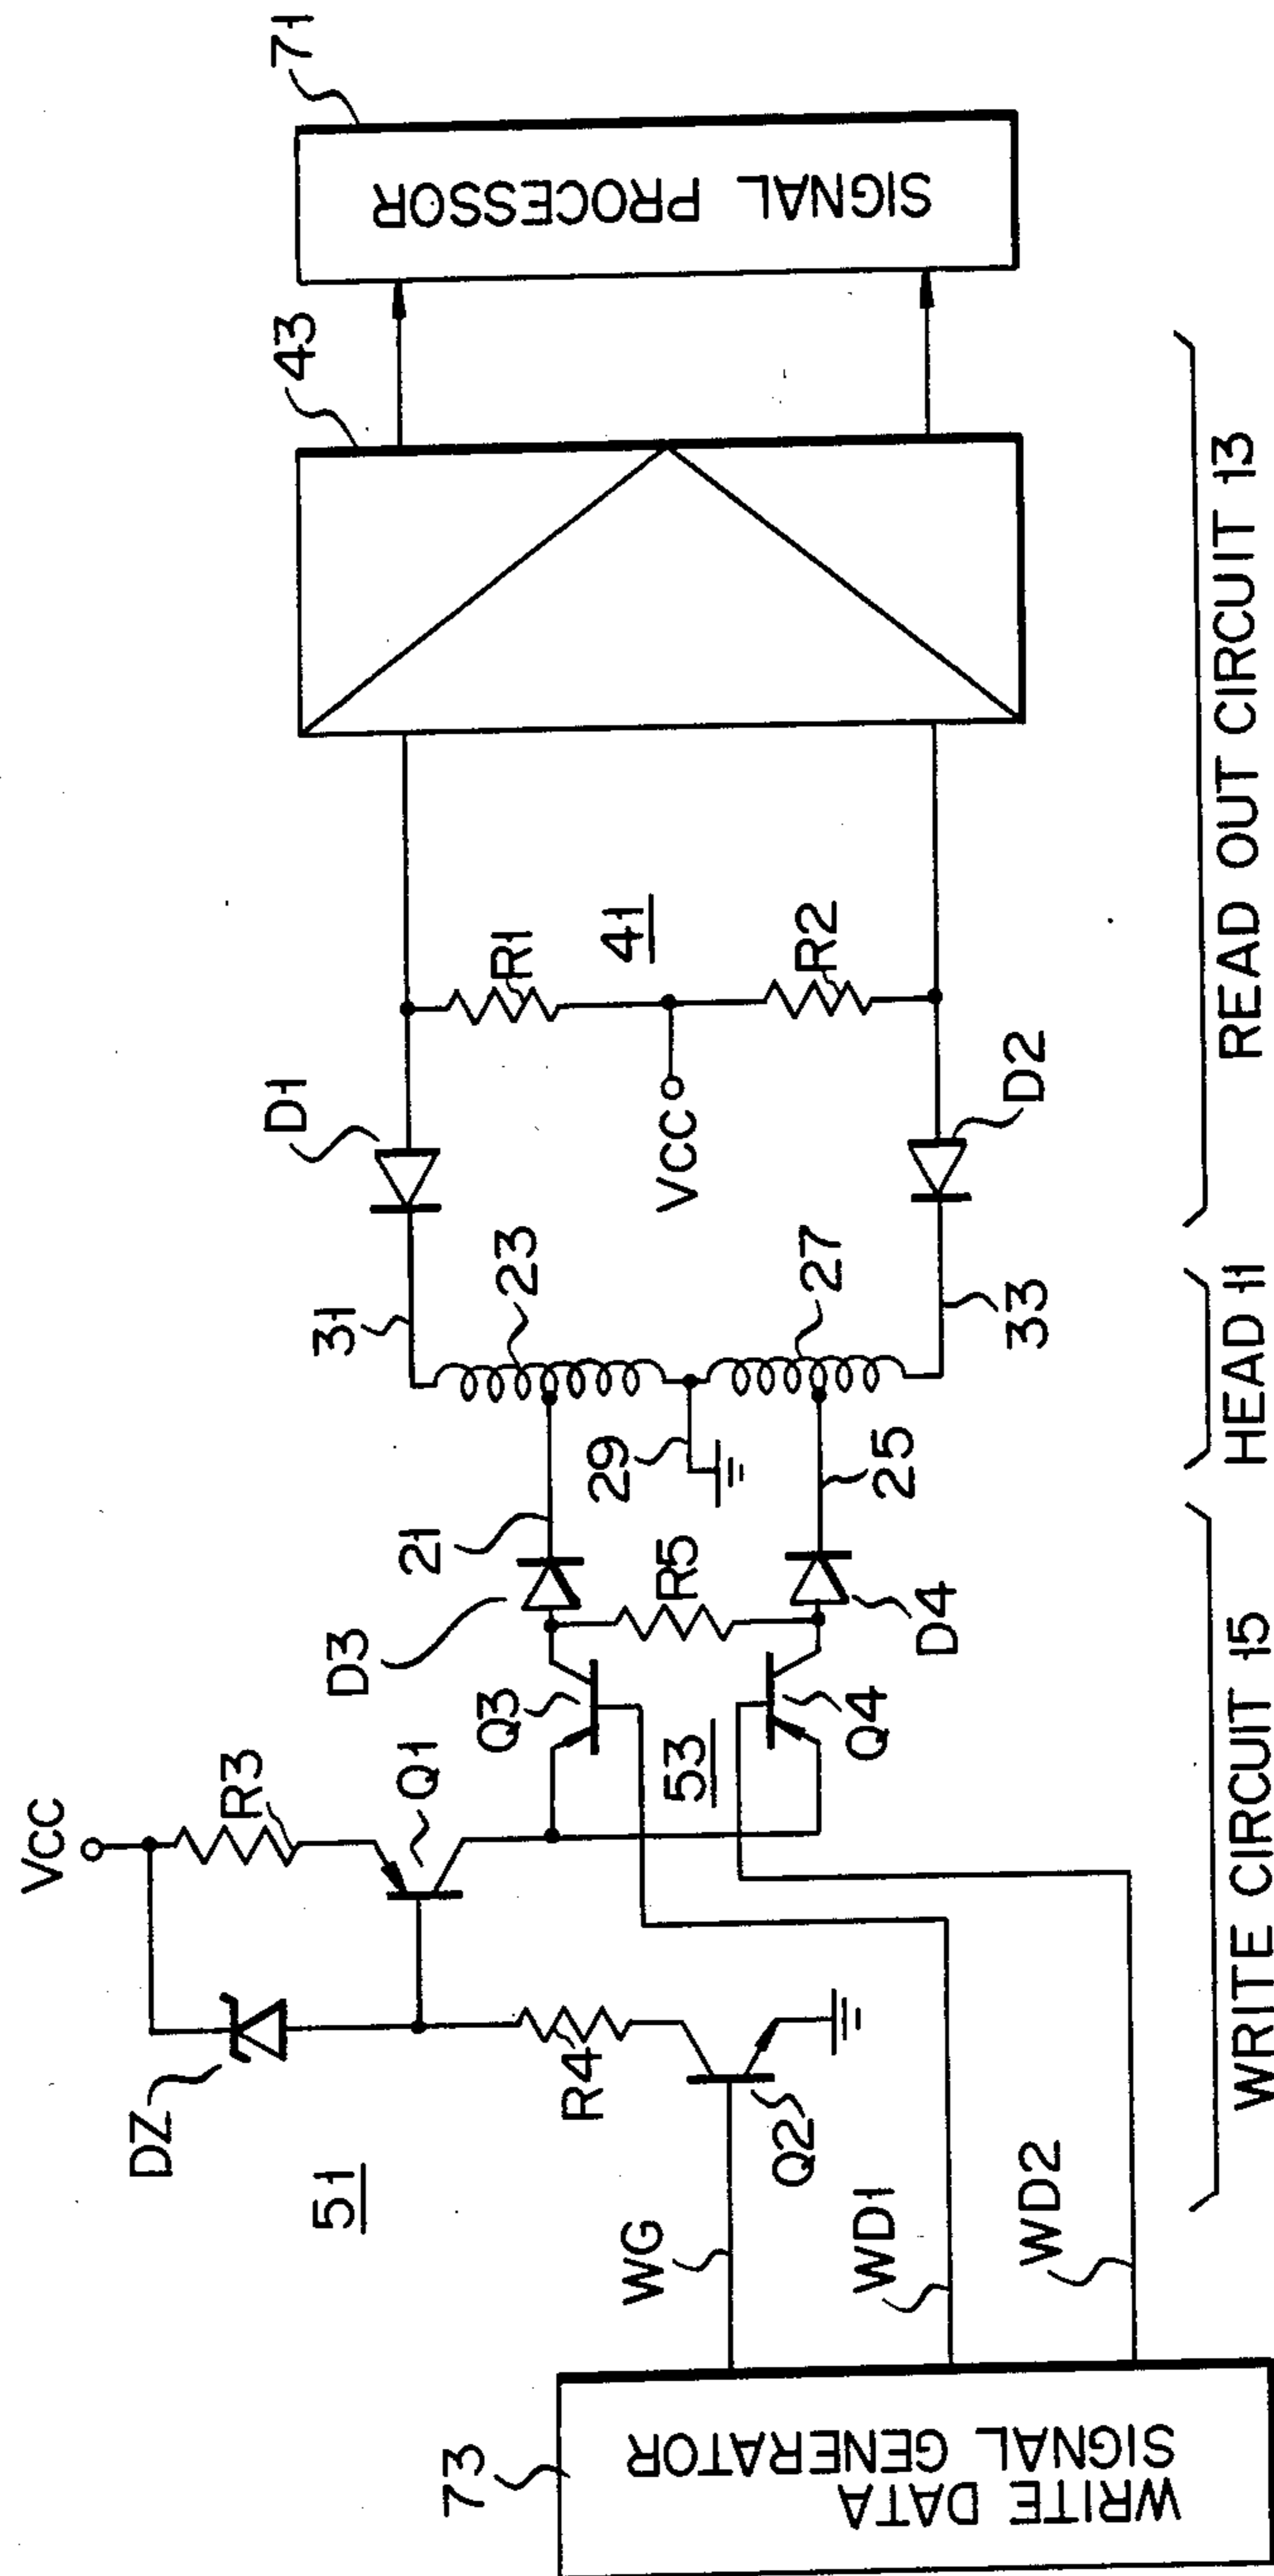 VCC
DZ
R3
51
Q1
R4
Q2
WG
WD1
WD2
73
WRITE DATA
SIGNAL GENERATOR
D3
Q3
53
Q4
R5
D4
21
29
25
31
23
27
33
D1
D2
R1
41
R2
VCC
43
71
SIGNAL PROCESSOR
WRITE CIRCUIT 15
HEAD 11
READ OUT CIRCUIT 13